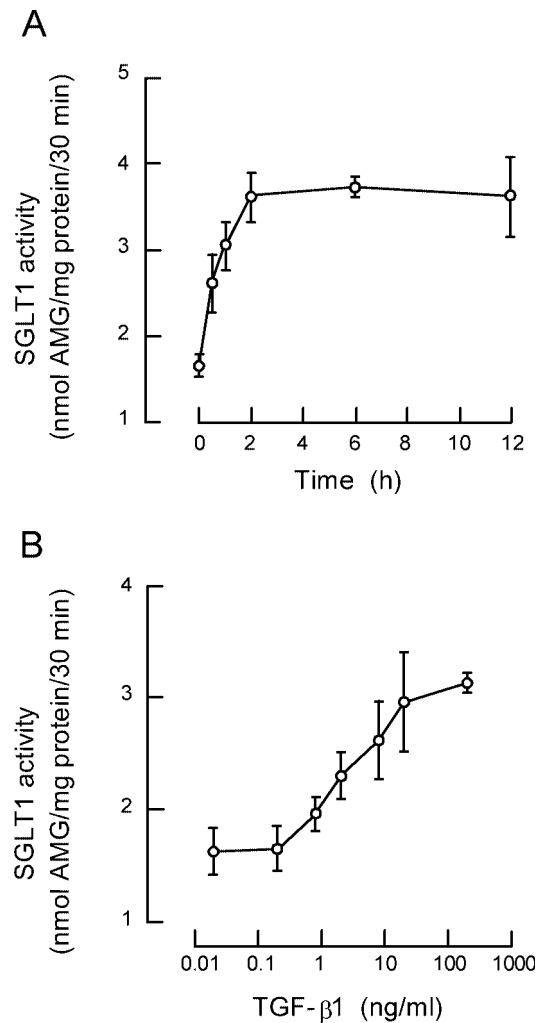 A
SGLT1 activity
(nmol AMG/mg protein/30 min)
5
4
3
2
1
0 2 4 6 8 10 12
Time (h)
B
SGLT1 activity
(nmol AMG/mg protein/30 min)
4
3
2
1
0.01 0.1 1 10 100 1000
TGF-β1 (ng/ml)